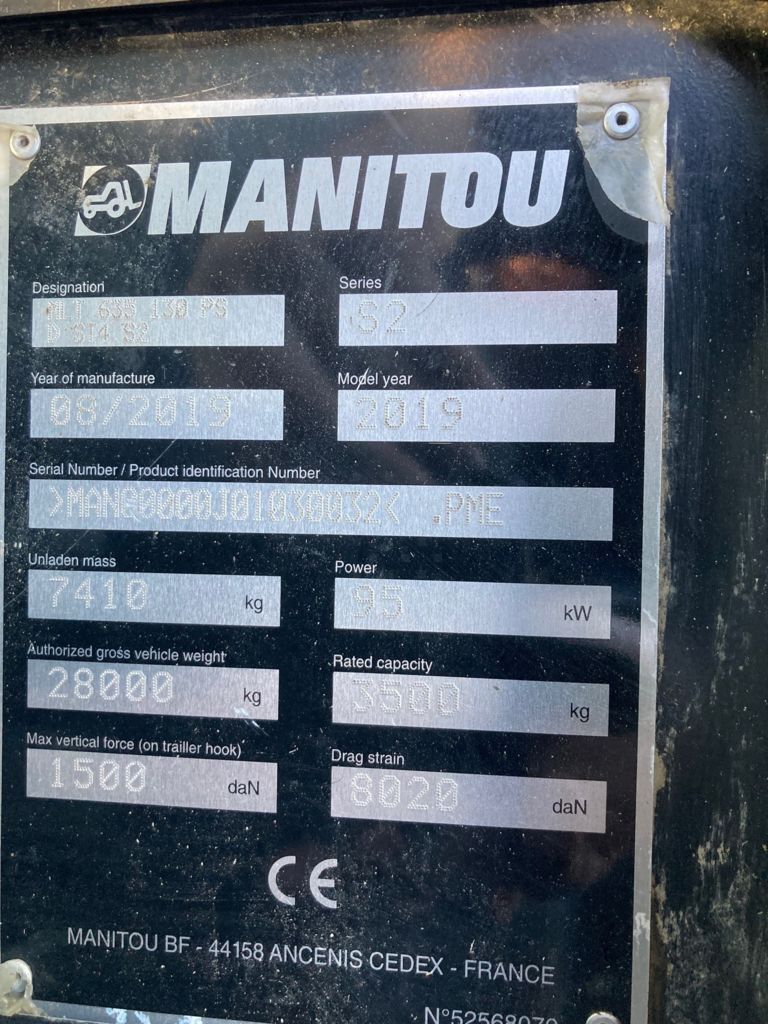 MANITOU
Designation
MLT 635 130 PS
D ST4 S2
Series
S2
Year of manufacture
08/2019
Model year
2019
Serial Number / Product identification Number
>MAN00000J01030032< .PME
Unladen mass
7410 kg
Power
95 kW
Authorized gross vehicle weight
28000 kg
Rated capacity
3500 kg
Max vertical force (on trailler hook)
1500 daN
Drag strain
8020 daN
CE
MANITOU BF - 44158 ANCENIS CEDEX - FRANCE